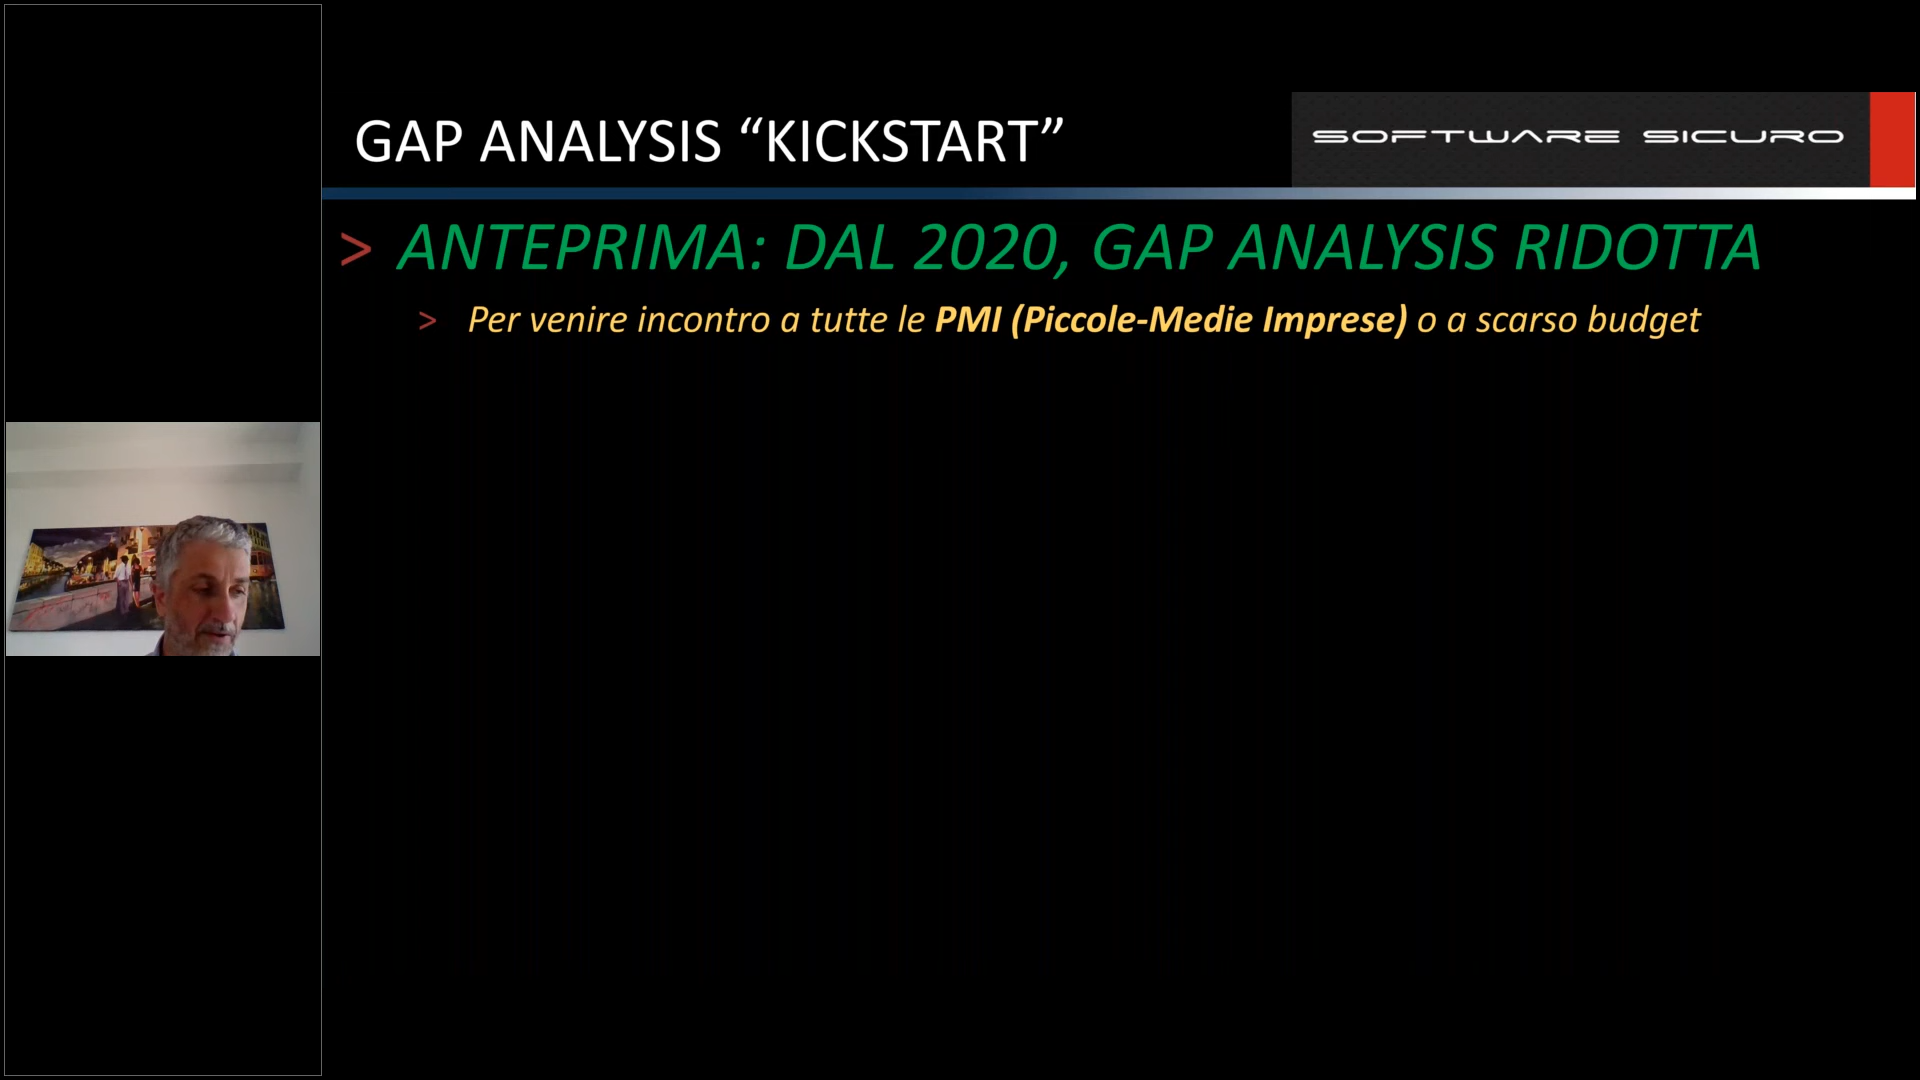 GAP ANALYSIS “KICKSTART”
SOFTWARE SICURO
> ANTEPRIMA: DAL 2020, GAP ANALYSIS RIDOTTA
> Per venire incontro a tutte le PMI (Piccole-Medie Imprese) o a scarso budget